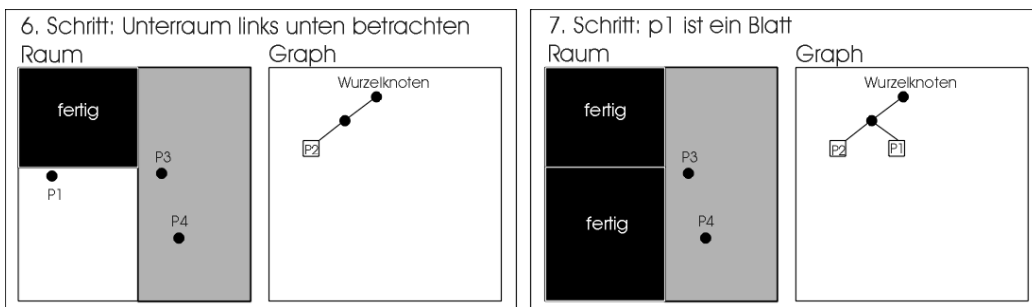 6. Schritt: Unterraum links unten betrachten
Raum
Graph
fertig
Wurzelknoten
P2
P3
P1
P4
7. Schritt: p1 ist ein Blatt
Raum
Graph
fertig
Wurzelknoten
P2
P1
P3
fertig
P4